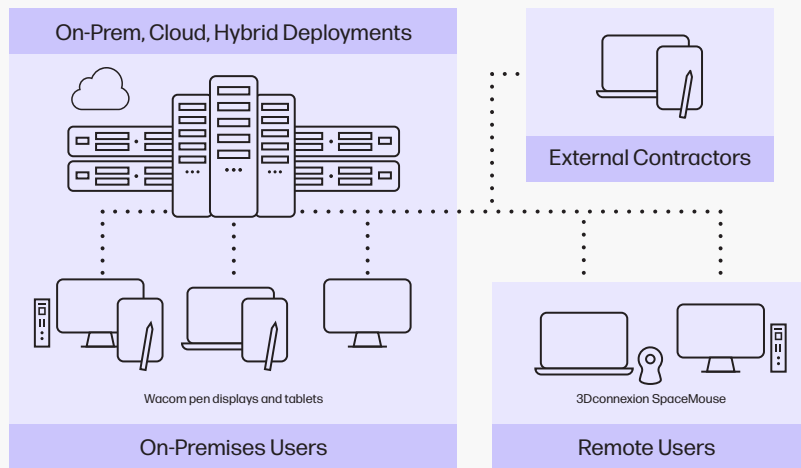 On-Prem, Cloud, Hybrid Deployments
External Contractors
Wacom pen displays and tablets
3Dconnexion SpaceMouse
On-Premises Users
Remote Users